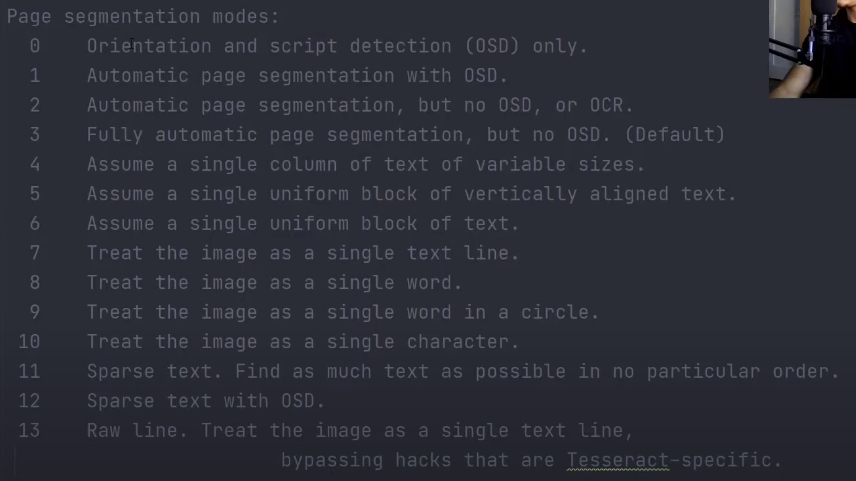 Page segmentation modes:
0 Orientation and script detection (OSD) only.
1 Automatic page segmentation with OSD.
2 Automatic page segmentation, but no OSD, or OCR.
3 Fully automatic page segmentation, but no OSD. (Default)
4 Assume a single column of text of variable sizes.
5 Assume a single uniform block of vertically aligned text.
6 Assume a single uniform block of text.
7 Treat the image as a single text line.
8 Treat the image as a single word.
9 Treat the image as a single word in a circle.
10 Treat the image as a single character.
11 Sparse text. Find as much text as possible in no particular order.
12 Sparse text with OSD.
13 Raw line. Treat the image as a single text line,
bypassing hacks that are Tesseract-specific.